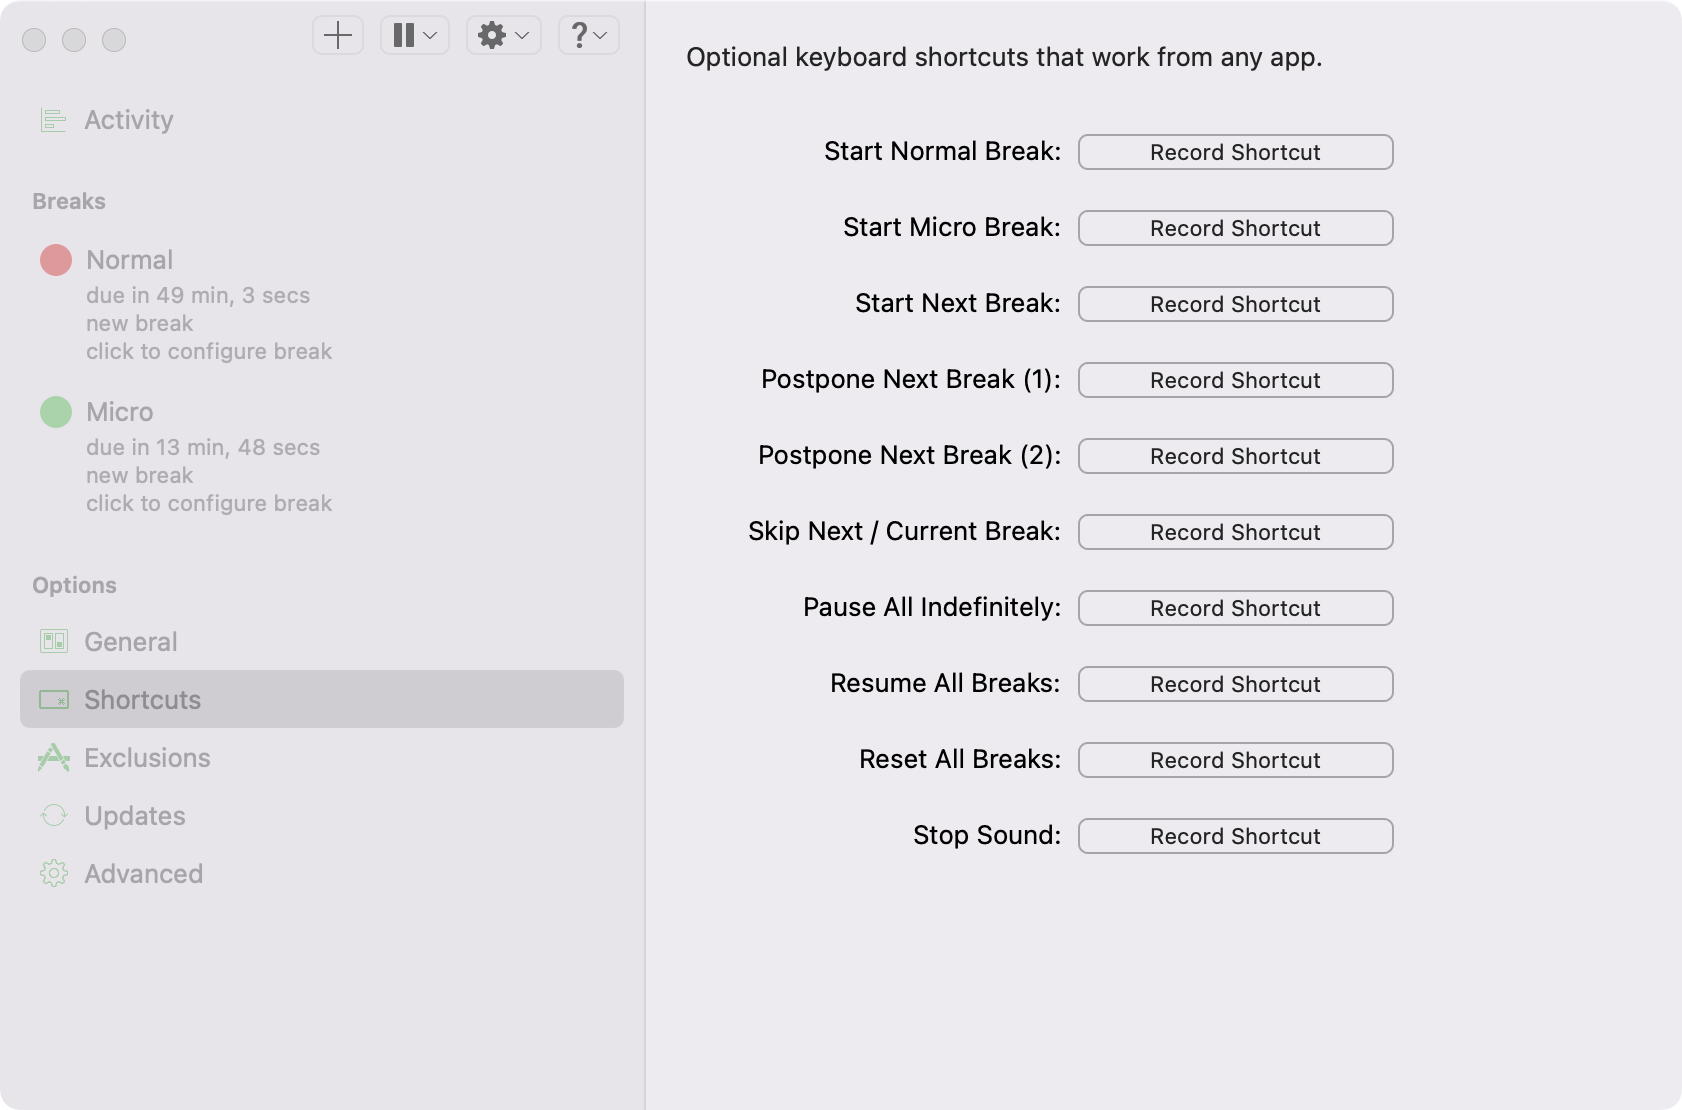 ?
Activity
Breaks
Normal
due in 49 min, 3 secs
new break
click to configure break
Micro
due in 13 min, 48 secs
new break
click to configure break
Options
General
Shortcuts
Exclusions
Updates
Advanced
Optional keyboard shortcuts that work from any app.
Start Normal Break: Record Shortcut
Start Micro Break: Record Shortcut
Start Next Break: Record Shortcut
Postpone Next Break (1): Record Shortcut
Postpone Next Break (2): Record Shortcut
Skip Next / Current Break: Record Shortcut
Pause All Indefinitely: Record Shortcut
Resume All Breaks: Record Shortcut
Reset All Breaks: Record Shortcut
Stop Sound: Record Shortcut